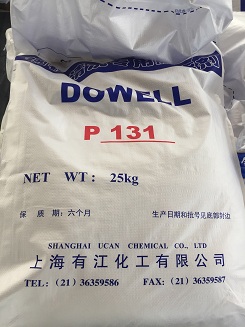 DOWELL
P 131
NET WT: 25kg
保 质 期:六个月 生产日期和批号见底部封边
SHANGHAI UCAN CHEMICAL CO., LTD
上海有江化工有限公司
TEL:(21)36359586 FAX:(21)36359587